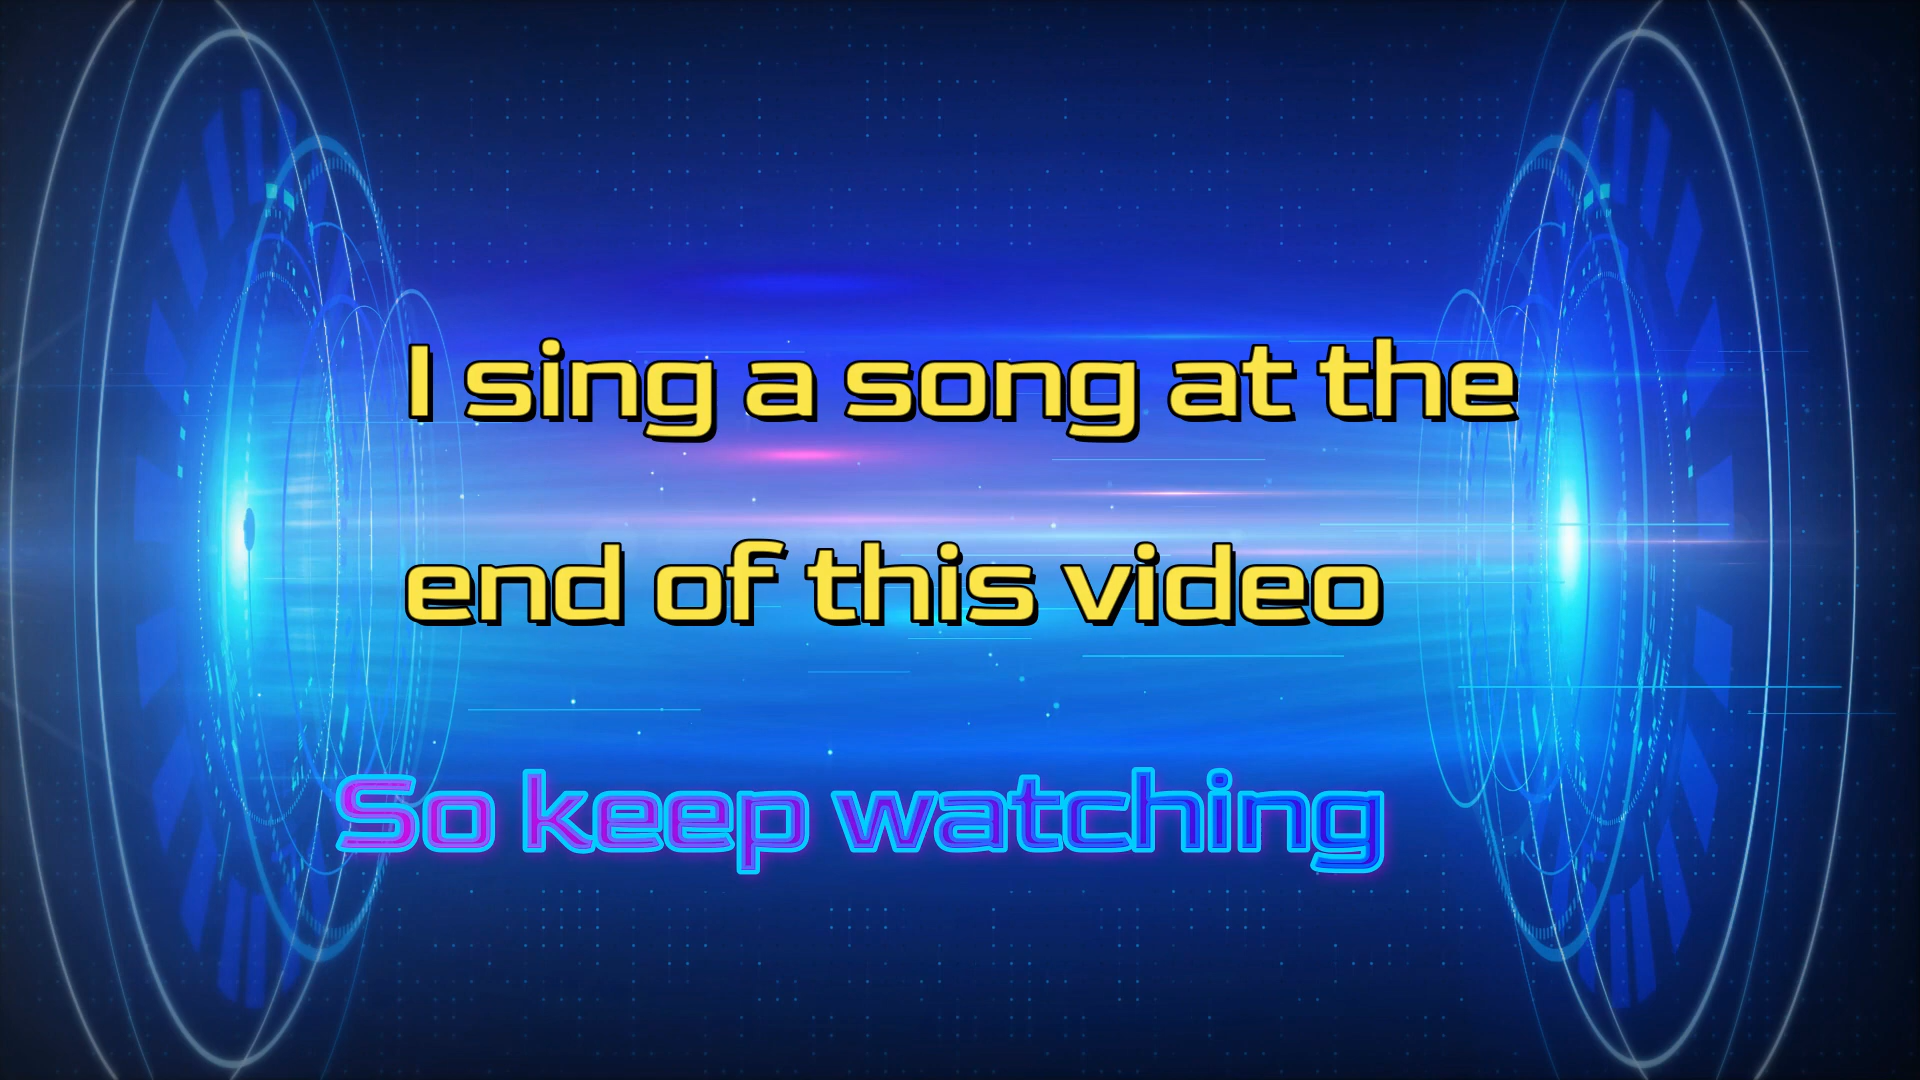 I sing a song at the
end of this video
So keep watching